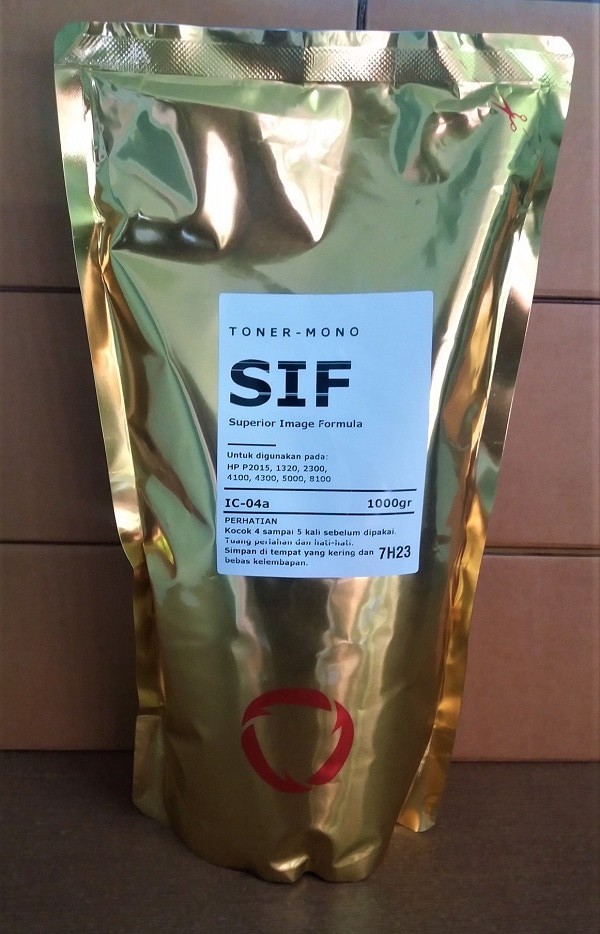 TONER-MONO
SIF
Superior Image Formula
Untuk digunakan pada:
HP P2015, 1320, 2300,
4100, 4300, 5000, 8100
IC-04a 1000gr
PERHATIAN
Kocok 4 sampai 5 kali sebelum dipakai.
Tuang perlahan dan hati-hati.
Simpan di tempat yang kering dan 7H23
bebas kelembapan.